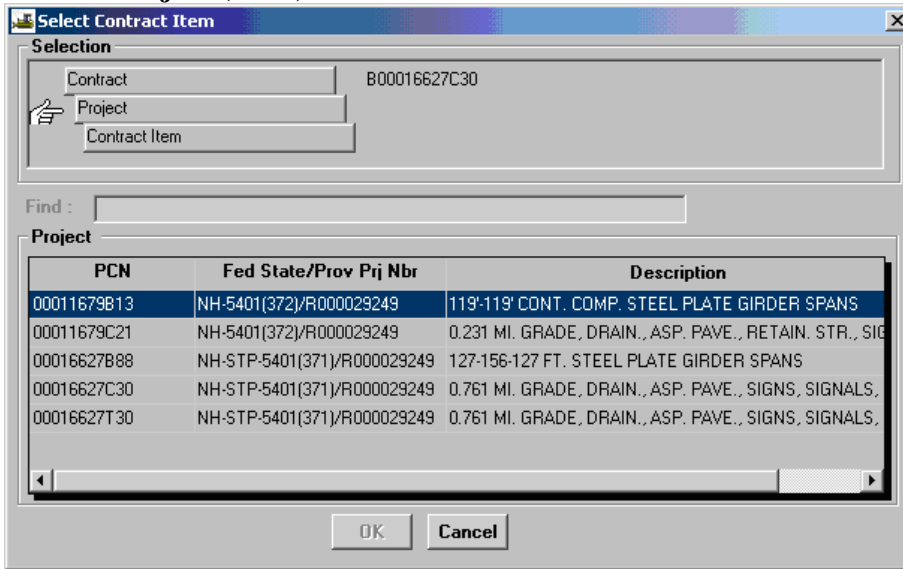 Select Contract Item
Selection
Contract B00016627C30
Project
Contract Item
Find :
Project
PCN Fed State/Prov Prj Nbr Description
00011679B13 NH-5401(372)/R000029249 119'-119' CONT. COMP. STEEL PLATE GIRDER SPANS
00011679C21 NH-5401(372)/R000029249 0.231 MI. GRADE, DRAIN., ASP. PAVE., RETAIN. STR., SIG
00016627B88 NH-STP-5401(371)/R000029249 127-156-127 FT. STEEL PLATE GIRDER SPANS
00016627C30 NH-STP-5401(371)/R000029249 0.761 MI. GRADE, DRAIN., ASP. PAVE., SIGNS, SIGNALS,
00016627T30 NH-STP-5401(371)/R000029249 0.761 MI. GRADE, DRAIN., ASP. PAVE., SIGNS, SIGNALS,
OK Cancel